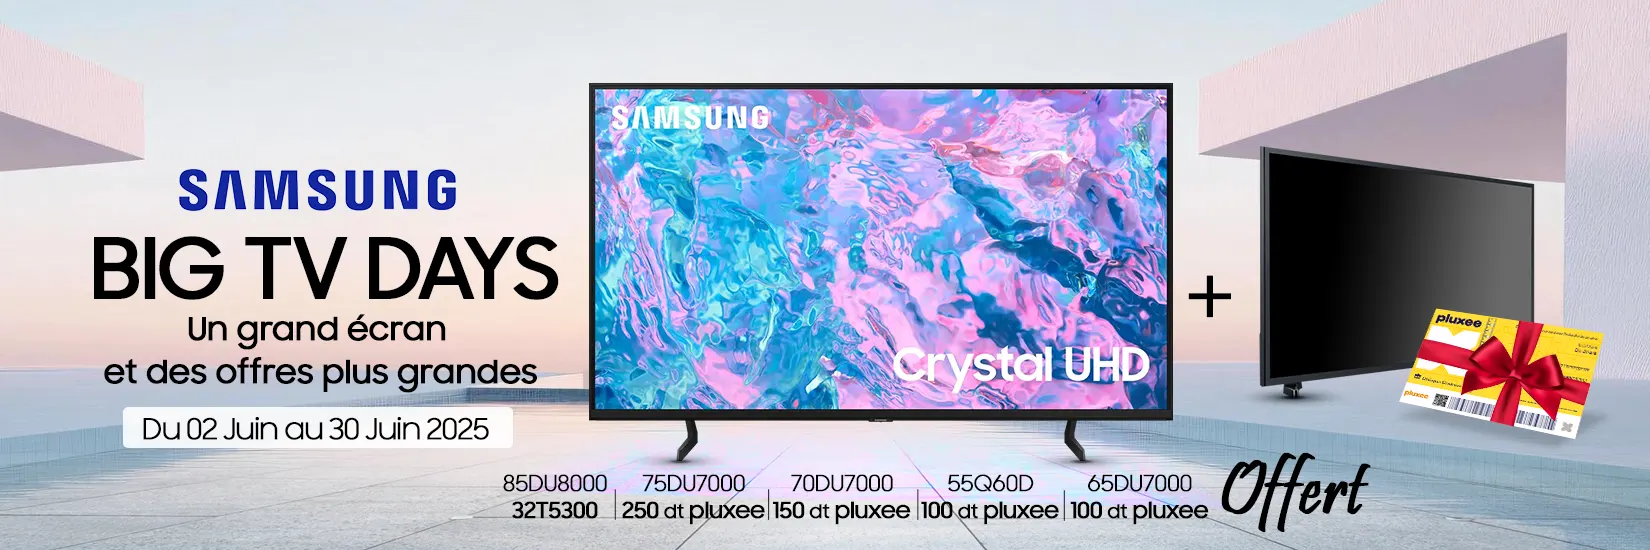 SAMSUNG
BIG TV DAYS
Un grand écran
et des offres plus grandes
Du 02 Juin au 30 Juin 2025
SAMSUNG
Crystal UHD
+
pluxee
pluxee
85DU8000 75DU7000 70DU7000 55Q60D 65DU7000
32T5300 | 250 dt pluxee | 150 dt pluxee | 100 dt pluxee | 100 dt pluxee
Offert